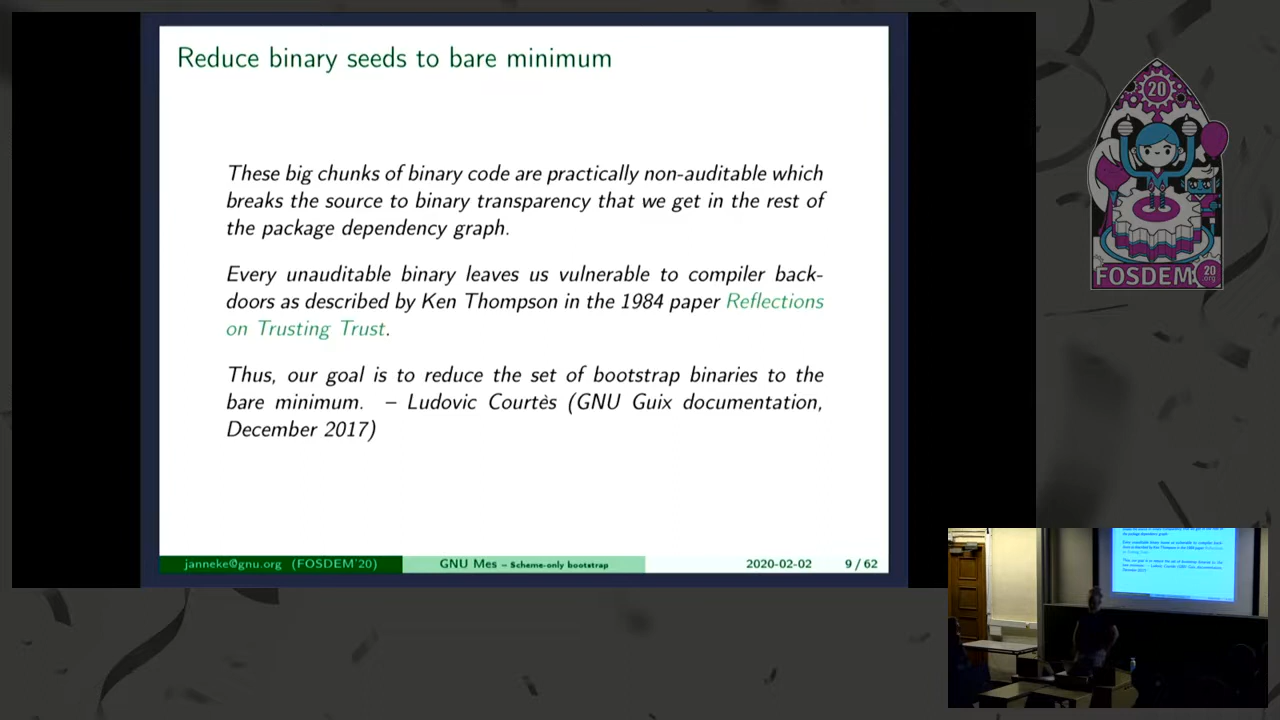 Reduce binary seeds to bare minimum
These big chunks of binary code are practically non-auditable which
breaks the source to binary transparency that we get in the rest of
the package dependency graph.
Every unauditable binary leaves us vulnerable to compiler back-
doors as described by Ken Thompson in the 1984 paper Reflections
on Trusting Trust.
Thus, our goal is to reduce the set of bootstrap binaries to the
bare minimum. – Ludovic Courtès (GNU Guix documentation,
December 2017)
janneke@gnu.org (FOSDEM'20)
GNU Mes – Scheme-only bootstrap
2020-02-02
9 / 62
20
FOSDEM 20
.org